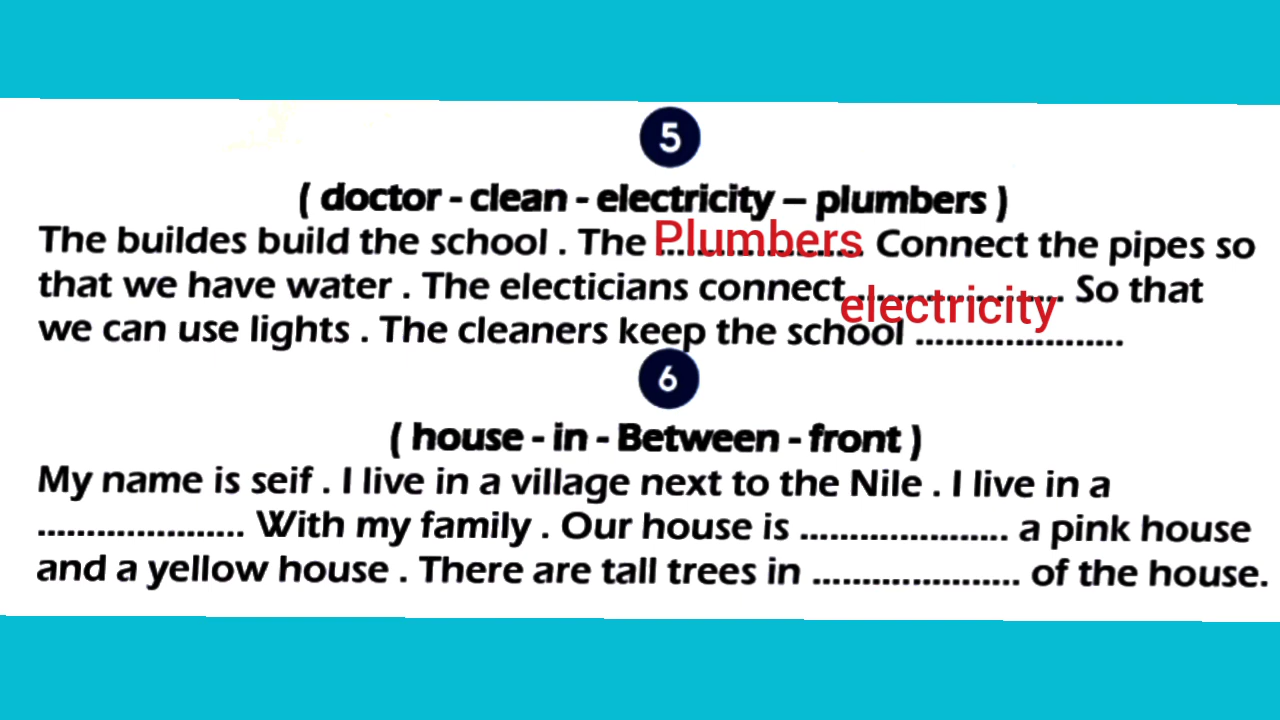 5
( doctor - clean - electricity – plumbers )
The buildes build the school . The Plumbers Connect the pipes so
that we have water . The electicians connect electricity So that
we can use lights . The cleaners keep the school .....................
6
( house - in - Between - front )
My name is seif . I live in a village next to the Nile . I live in a
..................... With my family . Our house is ..................... a pink house
and a yellow house . There are tall trees in ..................... of the house.